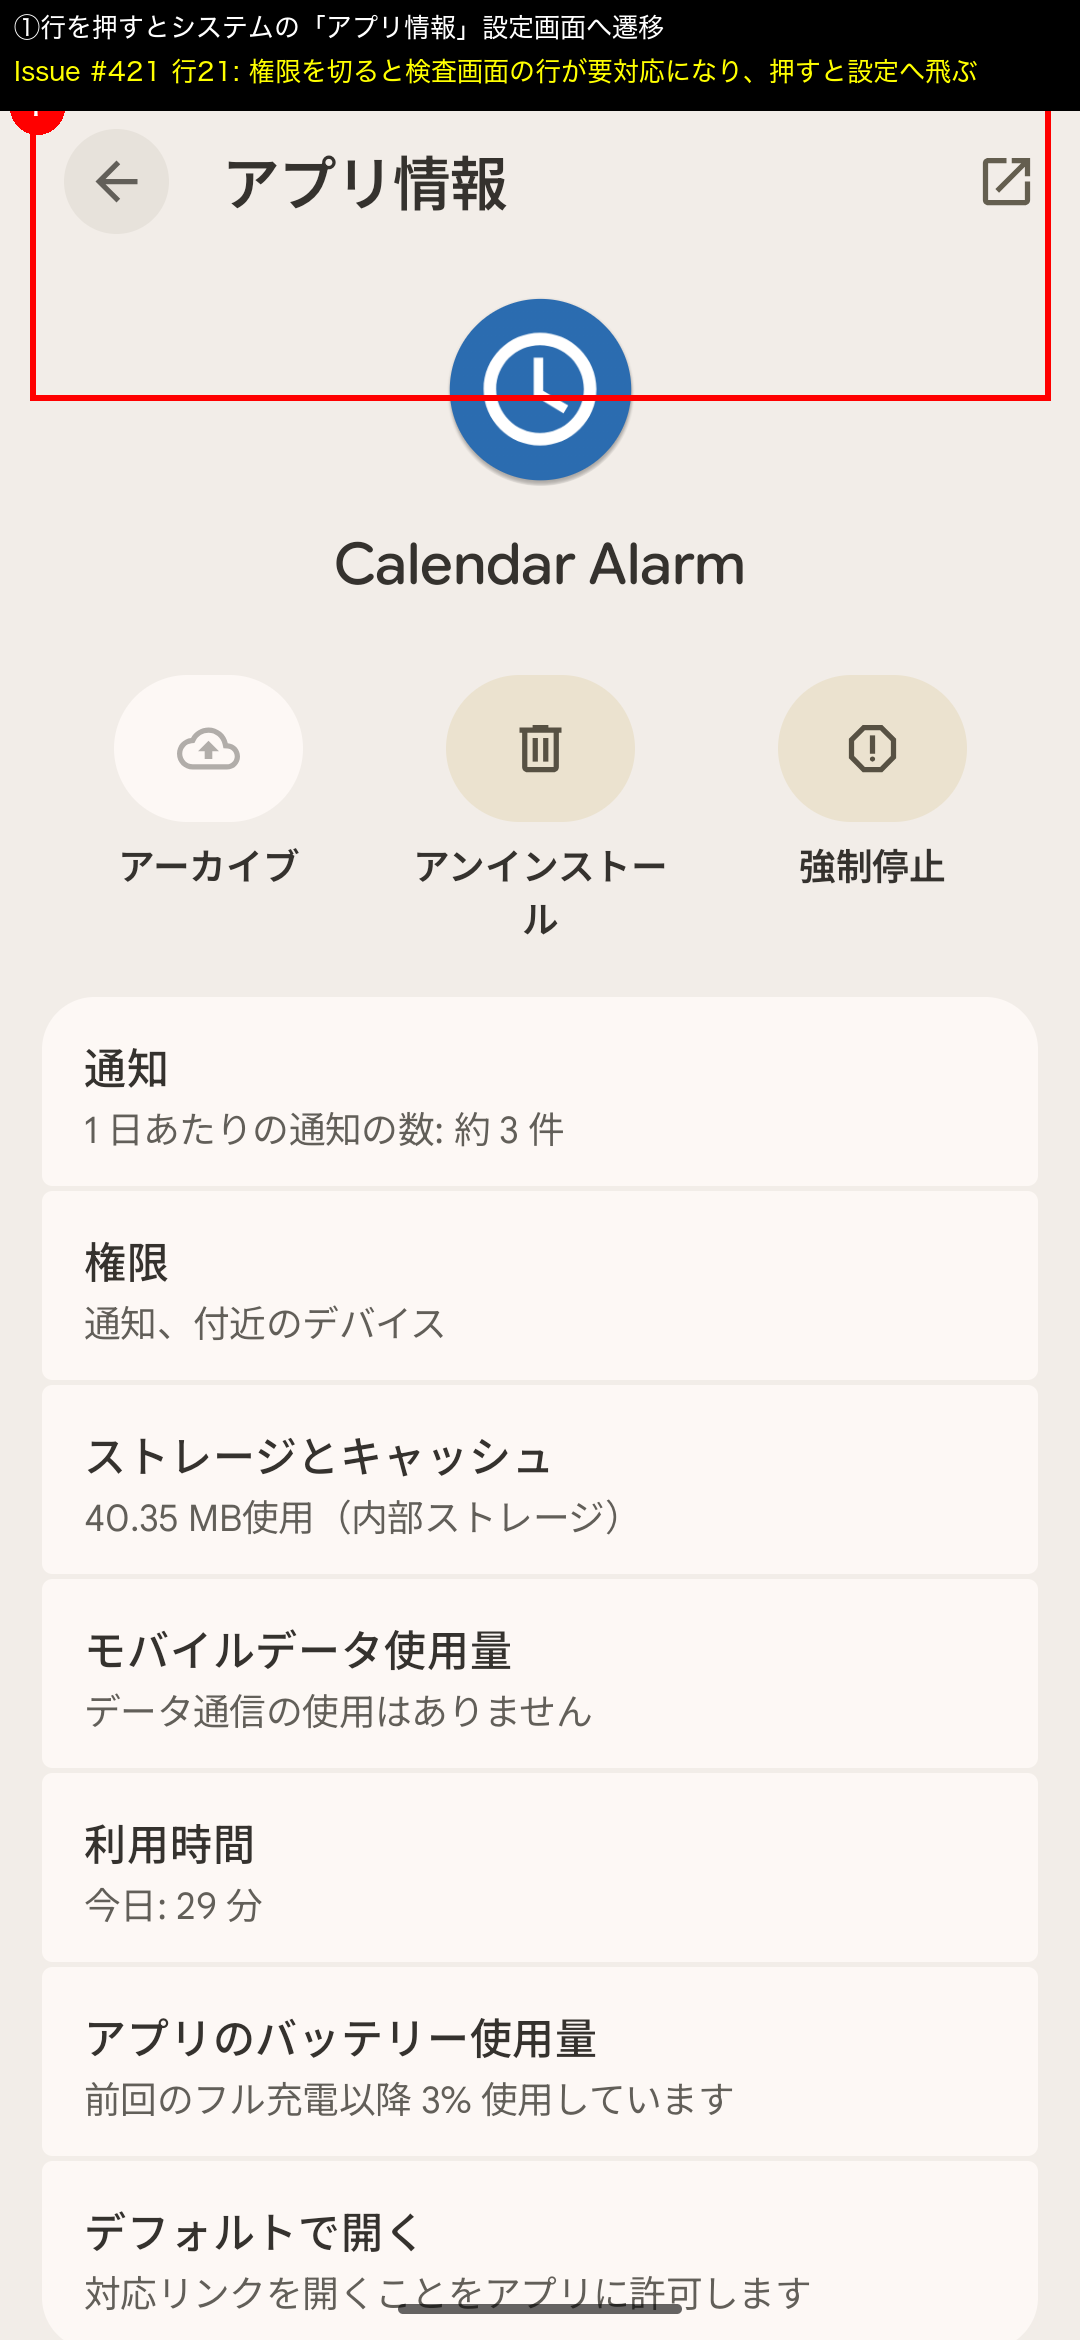 ①行を押すとシステムの「アプリ情報」設定画面へ遷移
Issue #421 行21: 権限を切ると検査画面の行が要対応になり、押すと設定へ飛ぶ
アプリ情報
Calendar Alarm
アーカイブ
アンインストー
ル
強制停止
通知
1 日あたりの通知の数: 約 3 件
権限
通知、付近のデバイス
ストレージとキャッシュ
40.35 MB使用（内部ストレージ）
モバイルデータ使用量
データ通信の使用はありません
利用時間
今日: 29 分
アプリのバッテリー使用量
前回のフル充電以降 3% 使用しています
デフォルトで開く
対応リンクを開くことをアプリに許可します